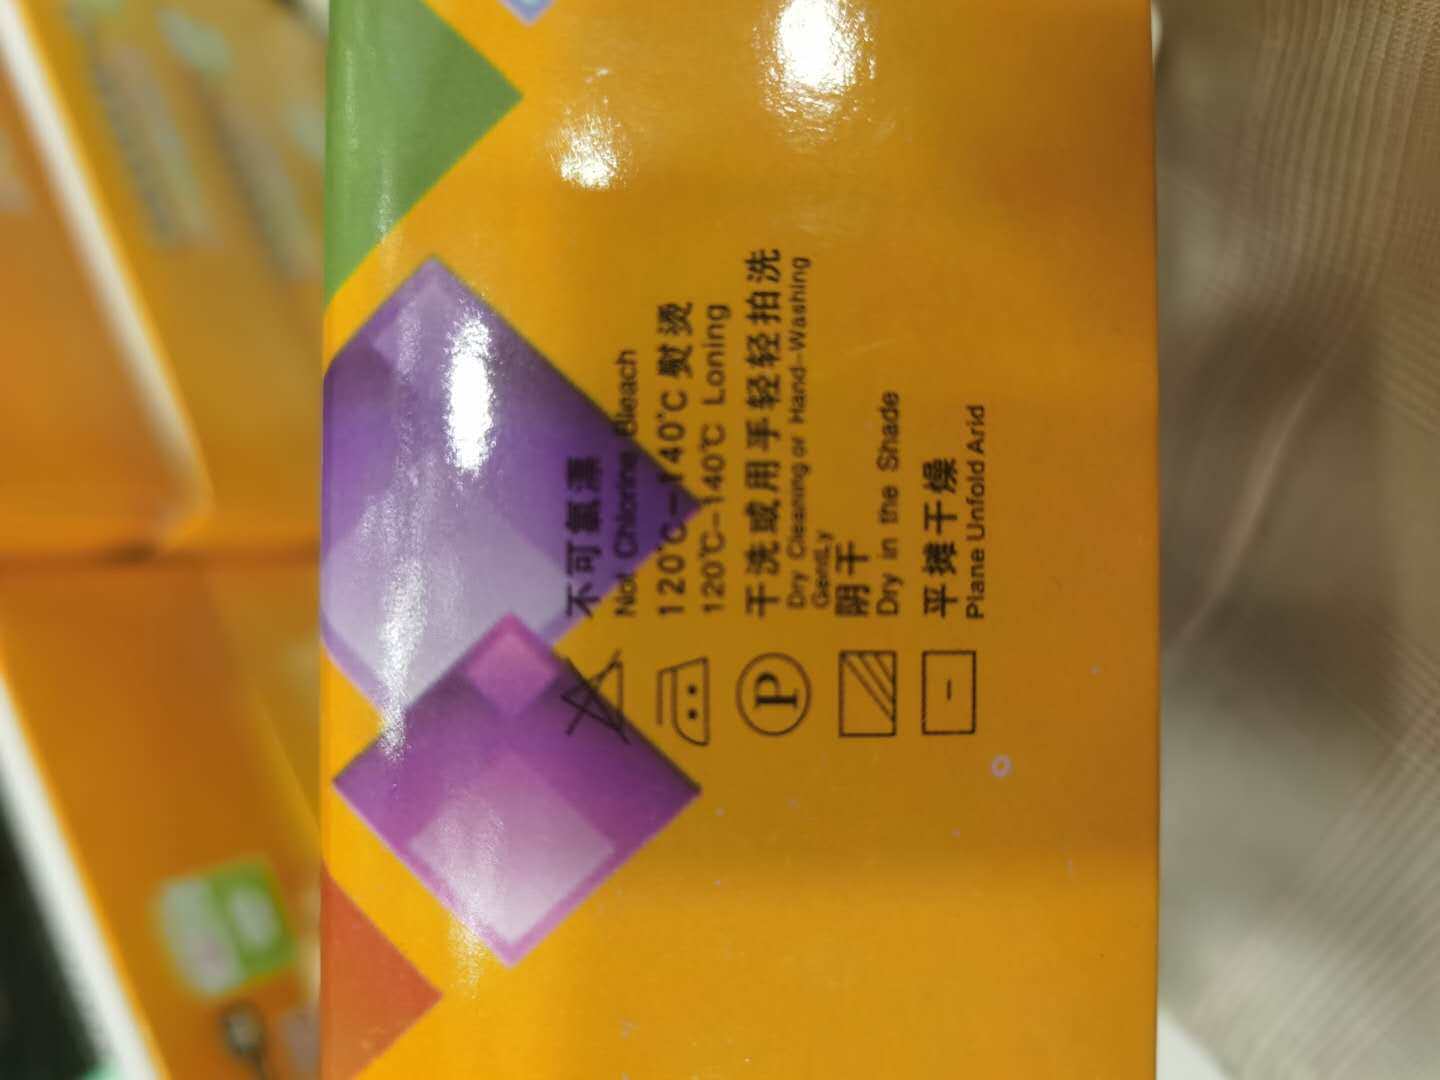 不可氯漂
Not Chlorine Bleach
120℃-140℃熨烫
120℃-140℃ Loning
干洗或用手轻轻拍洗
Dry Cleaning or Hand-Washing
GentLy
阴干
Dry in the Shade
平摊干燥
Plane Unfold Arid
P